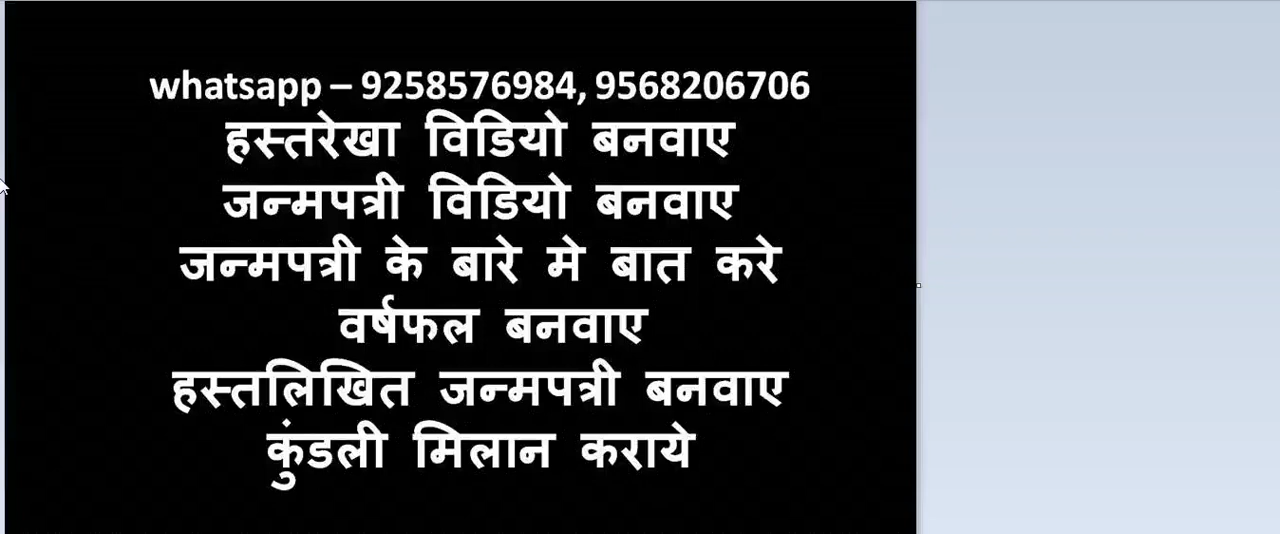 whatsapp – 9258576984, 9568206706
हस्तरेखा विडियो बनवाए
जन्मपत्री विडियो बनवाए
जन्मपत्री के बारे मे बात करे
वर्षफल बनवाए
हस्तलिखित जन्मपत्री बनवाए
कुंडली मिलान कराये